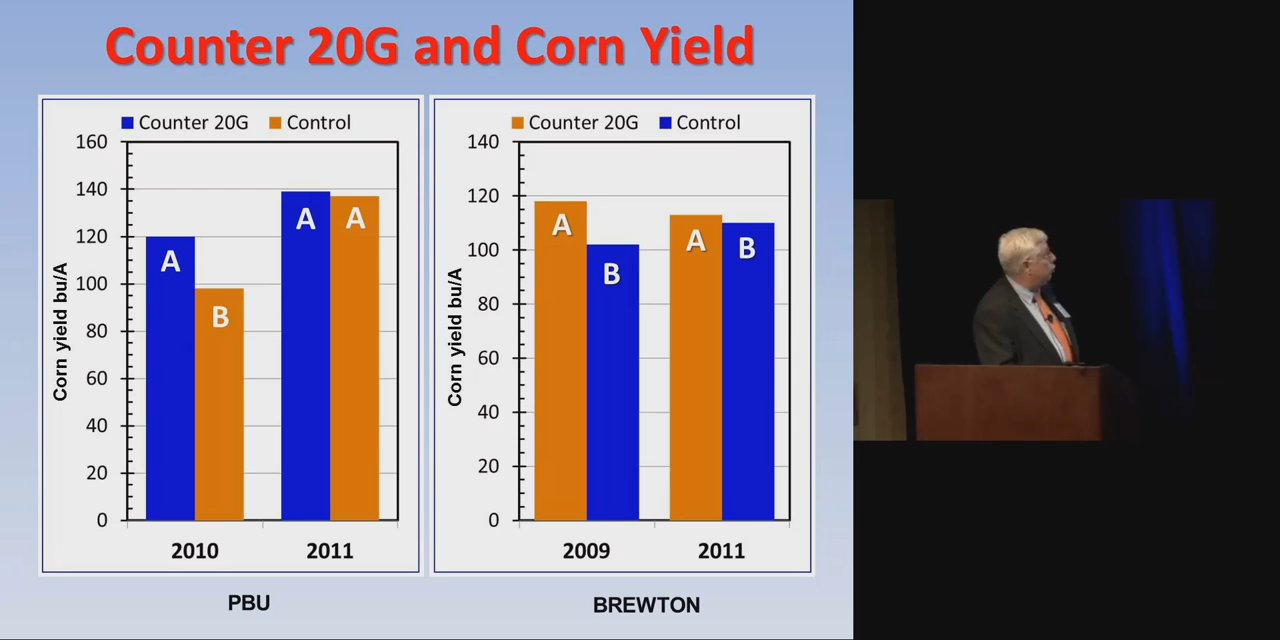 Counter 20G and Corn Yield
Counter 20G Control
160
140
120
100
80
60
40
20
0
Corn yield bu/A
A
B
A
A
2010 2011
PBU
Counter 20G Control
140
120
100
80
60
40
20
0
Corn yield bu/A
A
B
A
B
2009 2011
BREWTON